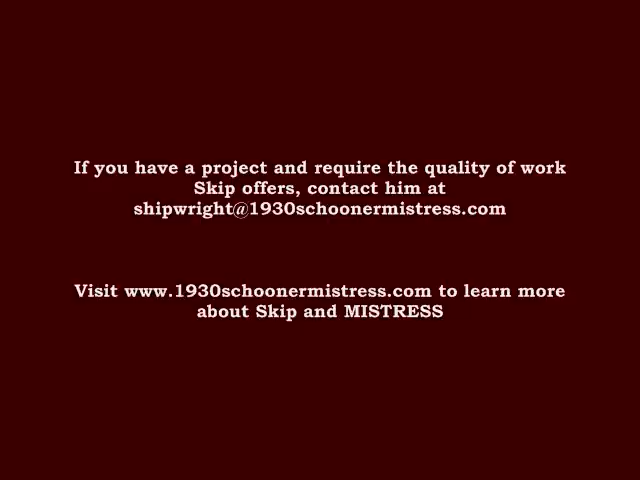 If you have a project and require the quality of work
Skip offers, contact him at
shipwright@1930schoonermistress.com
Visit www.1930schoonermistress.com to learn more
about Skip and MISTRESS